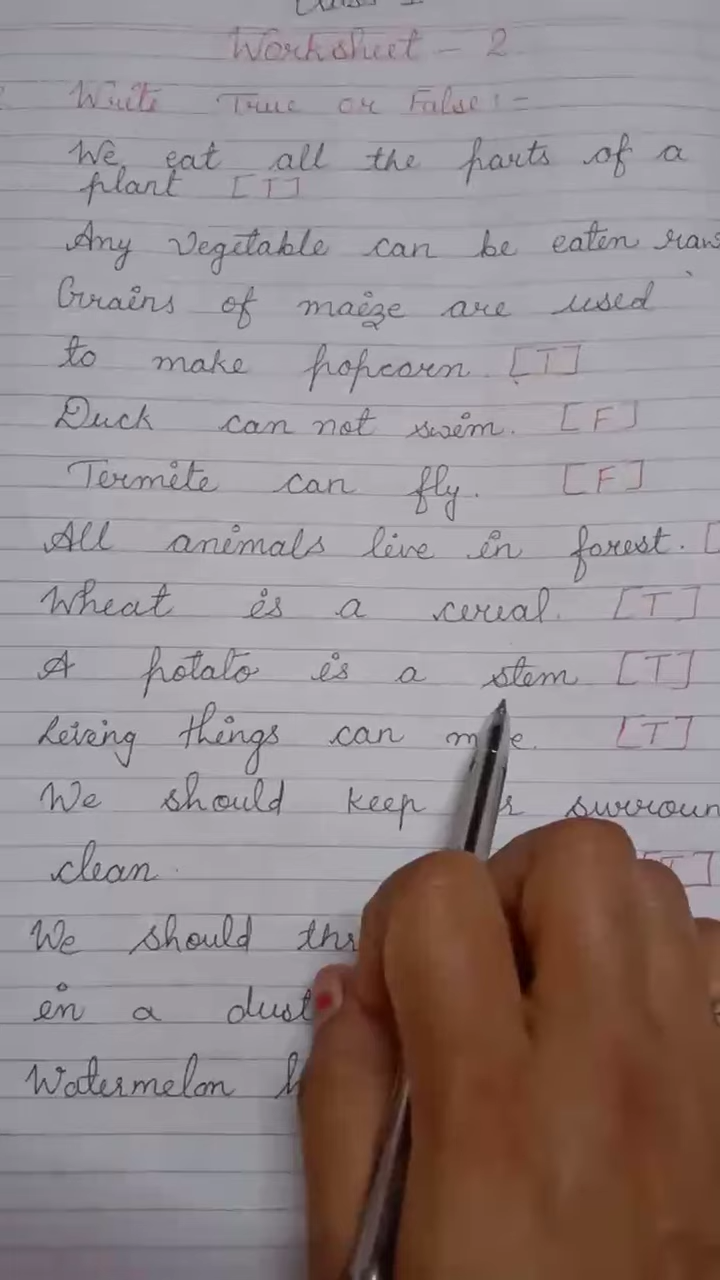 Worksheet - 2
Write True or False :-
We eat all the parts of a
plant [T]
Any vegetable can be eaten raw
Grains of maize are used
to make popcorn. [T]
Duck can not swim. [F]
Termite can fly. [F]
All animals live in forest. [
Wheat is a cereal. [T]
A potato is a stem [T]
Living things can [T]
We should keep
clean. [T]
We should
in a
Watermelon